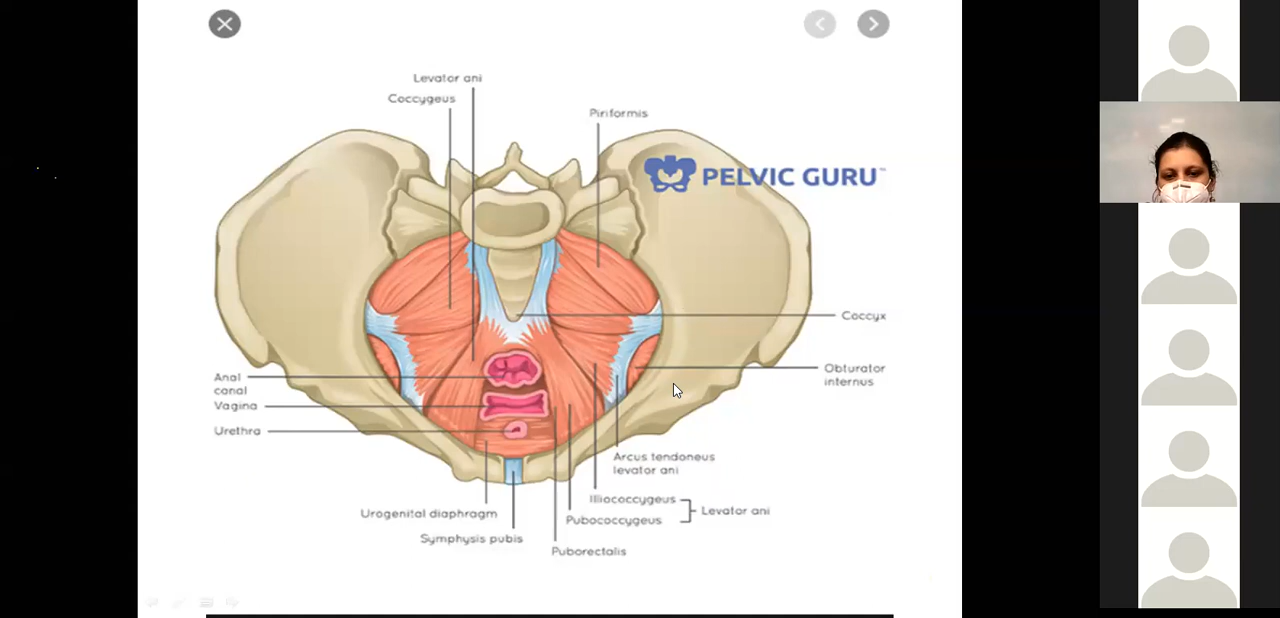 Levator ani
Coccygeus
Piriformis
PELVIC GURU™
Coccyx
Obturator
internus
Anal
canal
Vagina
Urethra
Arcus tendoneus
levator ani
Illiococcygeus
Levator ani
Urogenital diaphragm
Pubococcygeus
Symphysis pubis
Puborectalis